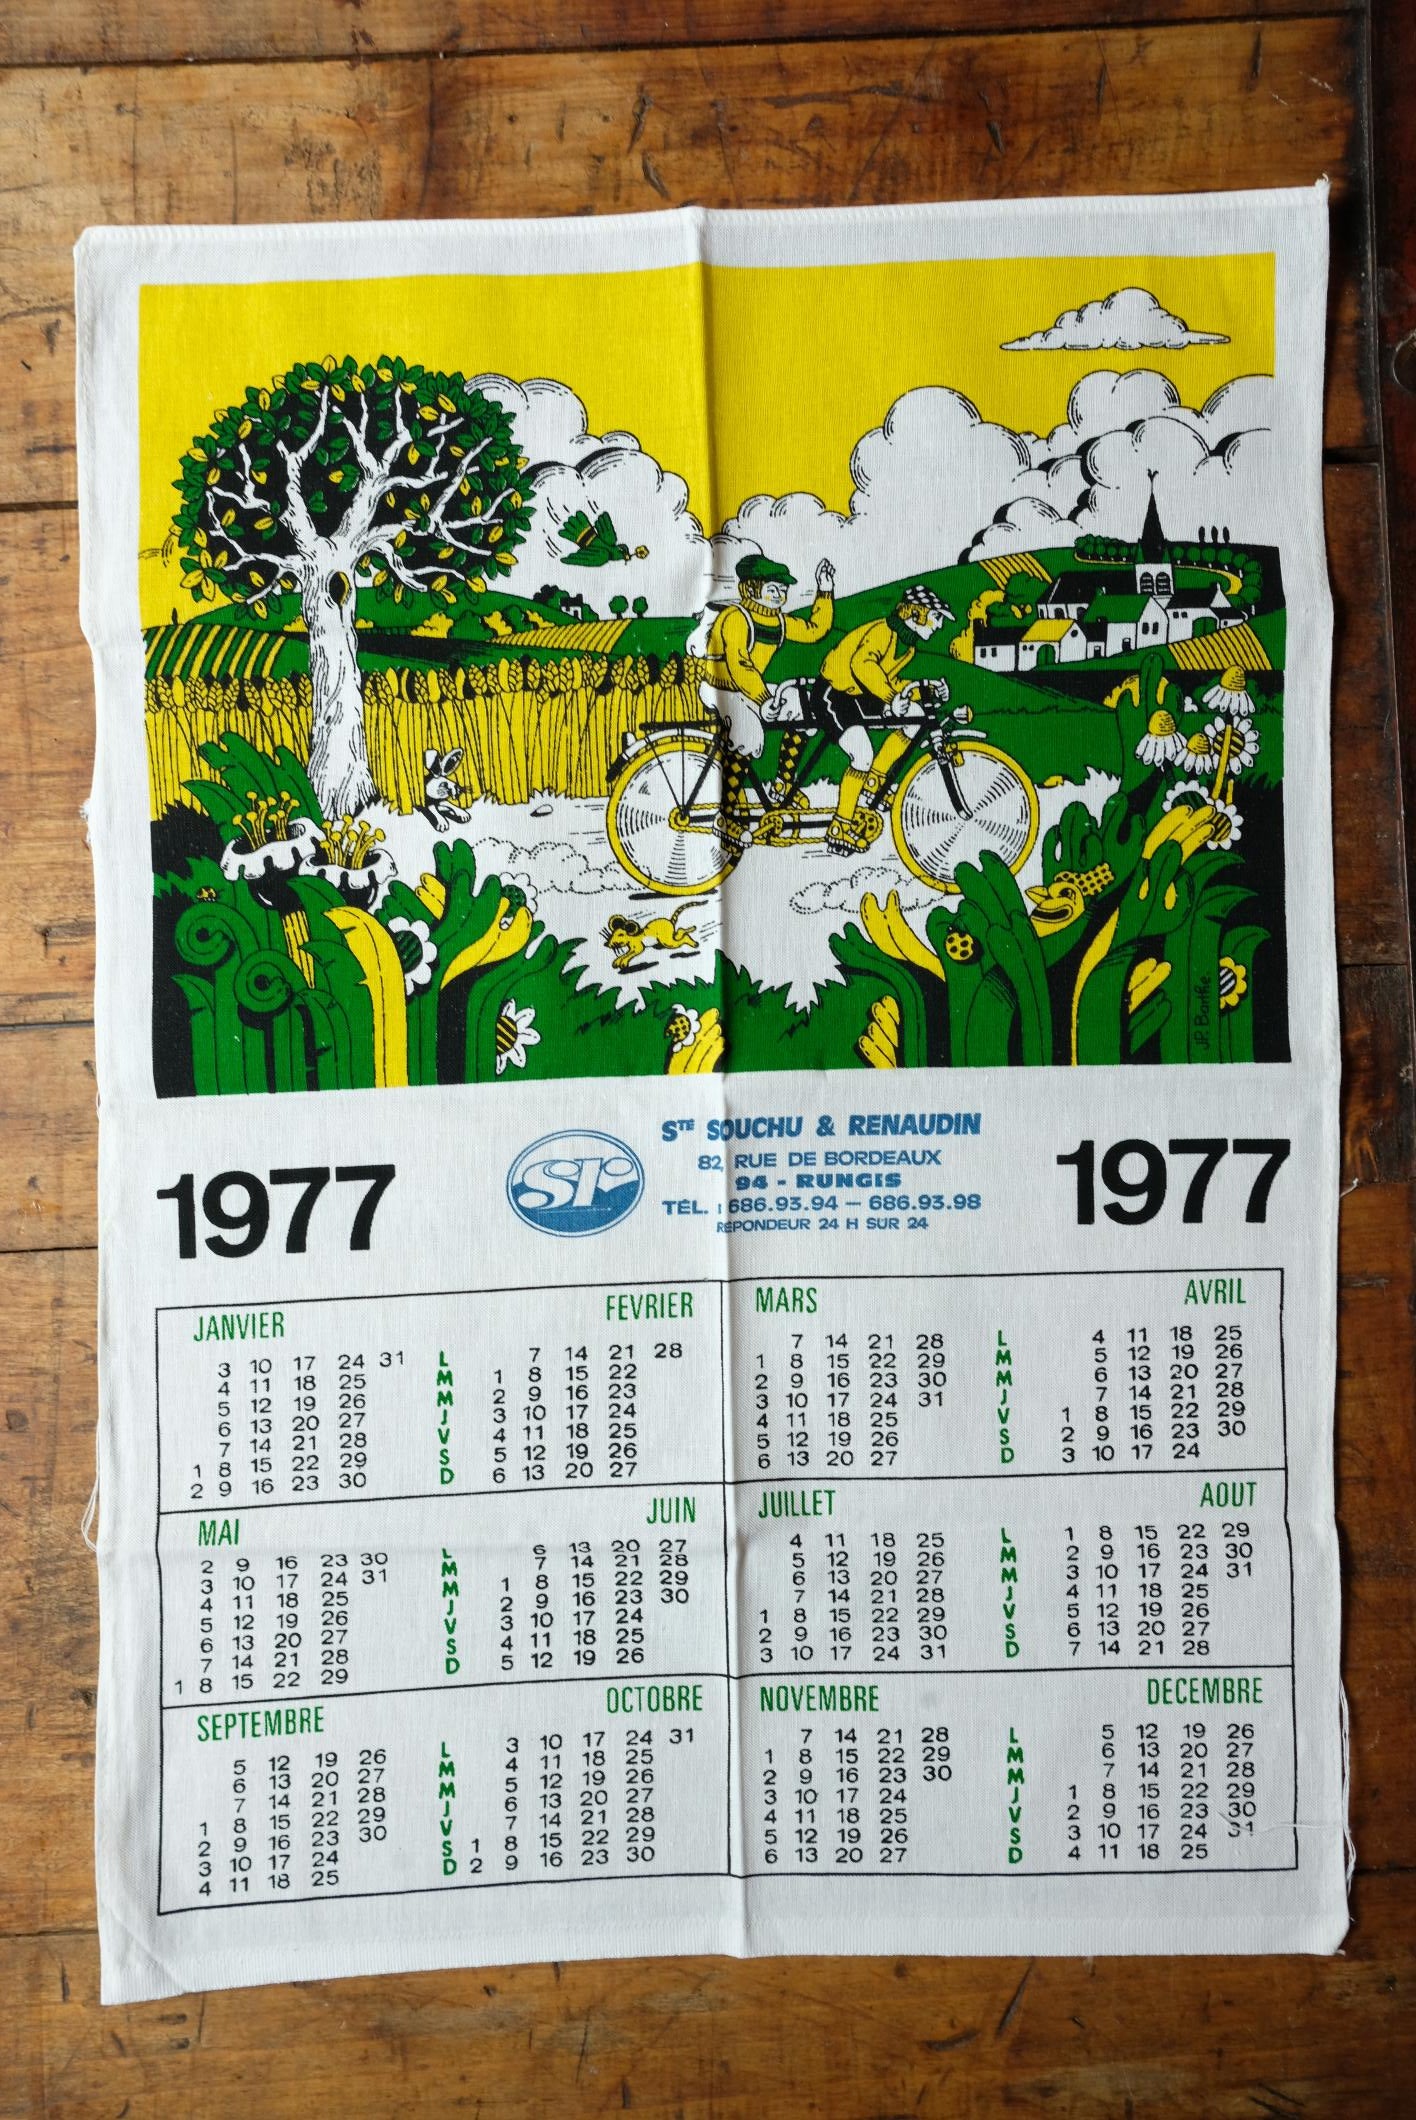 JP Barthe.
1977
sr
STÉ SOUCHU & RENAUDIN
82, RUE DE BORDEAUX
94 - RUNGIS
TÉL. : 686.93.94 — 686.93.98
RÉPONDEUR 24 H SUR 24
1977
JANVIER FEVRIER
3 10 17 24 31 L 7 14 21 28
4 11 18 25 M 1 8 15 22
5 12 19 26 M 2 9 16 23
6 13 20 27 J 3 10 17 24
7 14 21 28 V 4 11 18 25
1 8 15 22 29 S 5 12 19 26
2 9 16 23 30 D 6 13 20 27
MARS AVRIL
7 14 21 28 L 4 11 18 25
1 8 15 22 29 M 5 12 19 26
2 9 16 23 30 M 6 13 20 27
3 10 17 24 31 J 7 14 21 28
4 11 18 25 V 1 8 15 22 29
5 12 19 26 S 2 9 16 23 30
6 13 20 27 D 3 10 17 24
MAI JUIN
2 9 16 23 30 L 6 13 20 27
3 10 17 24 31 M 7 14 21 28
4 11 18 25 M 1 8 15 22 29
5 12 19 26 J 2 9 16 23 30
6 13 20 27 V 3 10 17 24
7 14 21 28 S 4 11 18 25
1 8 15 22 29 D 5 12 19 26
JUILLET AOUT
4 11 18 25 L 1 8 15 22 29
5 12 19 26 M 2 9 16 23 30
6 13 20 27 M 3 10 17 24 31
7 14 21 28 J 4 11 18 25
1 8 15 22 29 V 5 12 19 26
2 9 16 23 30 S 6 13 20 27
3 10 17 24 31 D 7 14 21 28
SEPTEMBRE OCTOBRE
5 12 19 26 L 3 10 17 24 31
6 13 20 27 M 4 11 18 25
7 14 21 28 M 5 12 19 26
1 8 15 22 29 J 6 13 20 27
2 9 16 23 30 V 7 14 21 28
3 10 17 24 S 1 8 15 22 29
4 11 18 25 D 2 9 16 23 30
NOVEMBRE DECEMBRE
7 14 21 28 L 5 12 19 26
1 8 15 22 29 M 6 13 20 27
2 9 16 23 30 M 7 14 21 28
3 10 17 24 J 1 8 15 22 29
4 11 18 25 V 2 9 16 23 30
5 12 19 26 S 3 10 17 24 31
6 13 20 27 D 4 11 18 25